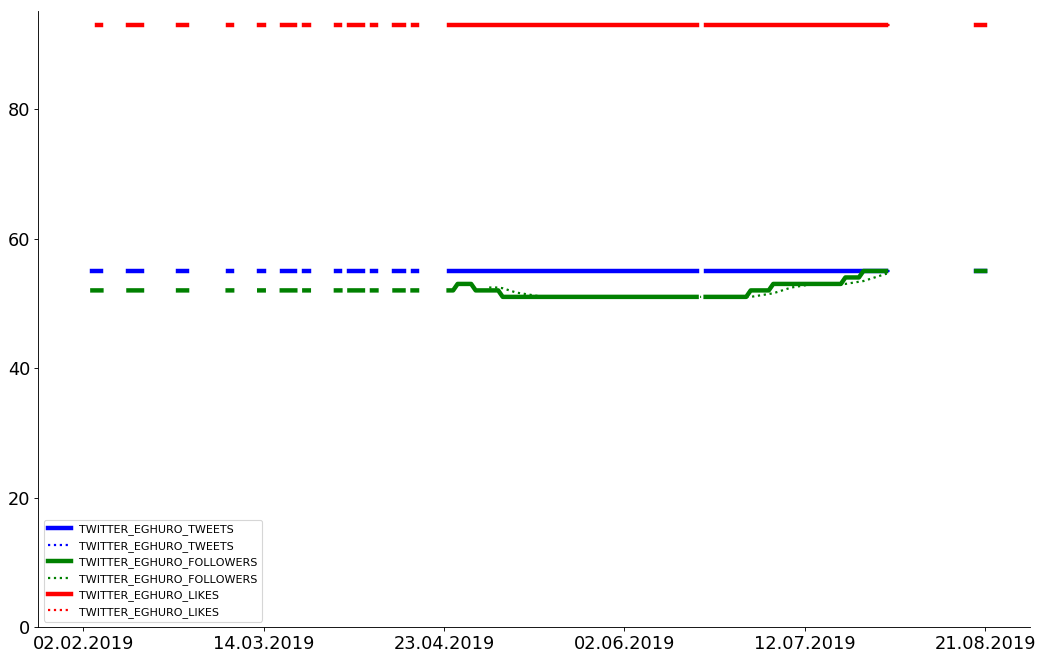 80
60
40
20
0
TWITTER_EGHURO_TWEETS
TWITTER_EGHURO_TWEETS
TWITTER_EGHURO_FOLLOWERS
TWITTER_EGHURO_FOLLOWERS
TWITTER_EGHURO_LIKES
TWITTER_EGHURO_LIKES
02.02.2019 14.03.2019 23.04.2019 02.06.2019 12.07.2019 21.08.2019